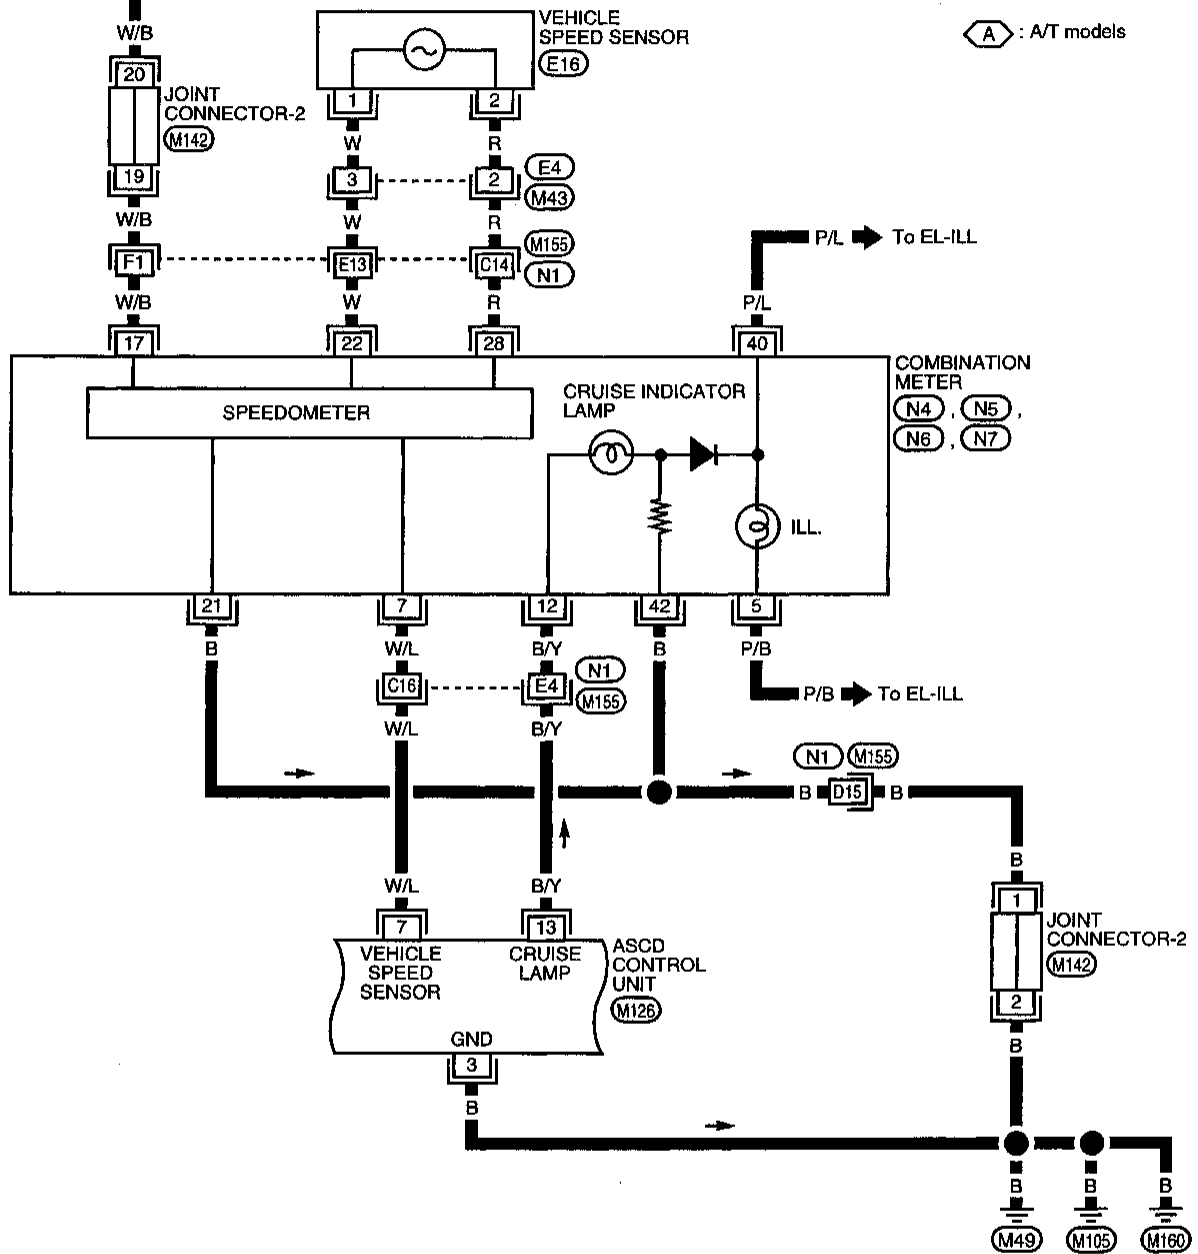 W/B
VEHICLE
SPEED SENSOR
E16
A : A/T models
20
JOINT
CONNECTOR-2
M142
1
2
W
R
19
3
2
E4
M43
W/B
W
R
P/L
To EL-ILL
F1
E13
C14
M155
N1
W/B
W
R
P/L
17
22
28
40
COMBINATION
METER
N4 , N5 ,
N6 , N7
SPEEDOMETER
CRUISE INDICATOR
LAMP
ILL.
21
7
12
42
5
B
W/L
B/Y
B
P/B
C16
E4
N1
M155
P/B
To EL-ILL
W/L
B/Y
N1
M155
B
D15
B
B
W/L
B/Y
7
13
1
VEHICLE
SPEED
SENSOR
CRUISE
LAMP
ASCD
CONTROL
UNIT
M126
JOINT
CONNECTOR-2
M142
2
GND
3
B
B
B
B
B
M49
M105
M160